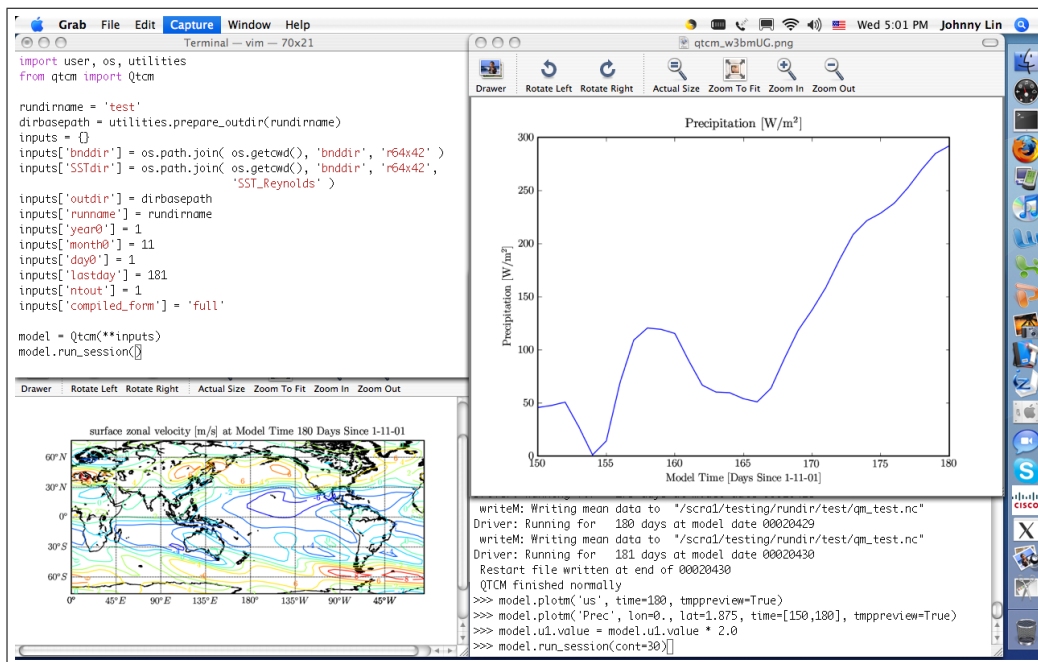 Grab File Edit Capture Window Help Wed 5:01 PM Johnny Lin
Terminal — vim — 70x21
import user, os, utilities
from qtcm import Qtcm
rundirname = 'test'
dirbasepath = utilities.prepare_outdir(rundirname)
inputs = {}
inputs['bnddir'] = os.path.join( os.getcwd(), 'bnddir', 'r64x42' )
inputs['SSTdir'] = os.path.join( os.getcwd(), 'bnddir', 'r64x42',
'SST_Reynolds' )
inputs['outdir'] = dirbasepath
inputs['runname'] = rundirname
inputs['year0'] = 1
inputs['month0'] = 11
inputs['day0'] = 1
inputs['lastday'] = 181
inputs['ntout'] = 1
inputs['compiled_form'] = 'full'
model = Qtcm(**inputs)
model.run_session()
Drawer Rotate Left Rotate Right Actual Size Zoom To Fit Zoom In Zoom Out
surface zonal velocity [m/s] at Model Time 180 Days Since 1-11-01
60°N
30°N
0°
30°S
60°S
0° 45°E 90°E 135°E 180° 135°W 90°W 45°W
qtcm_w3bmUG.png
Drawer Rotate Left Rotate Right Actual Size Zoom To Fit Zoom In Zoom Out
Precipitation [W/m²]
Precipitation [W/m²]
300
250
200
150
100
50
0
150 155 160 165 170 175 180
Model Time [Days Since 1-11-01]
writeM: Writing mean data to "/scra1/testing/rundir/test/qm_test.nc"
Driver: Running for 180 days at model date 00020429
writeM: Writing mean data to "/scra1/testing/rundir/test/qm_test.nc"
Driver: Running for 181 days at model date 00020430
Restart file written at end of 00020430
QTCM finished normally
>>> model.plotm('us', time=180, tmppreview=True)
>>> model.plotm('Prec', lon=0., lat=1.875, time=[150,180], tmppreview=True)
>>> model.u1.value = model.u1.value * 2.0
>>> model.run_session(cont=30)
CISCO